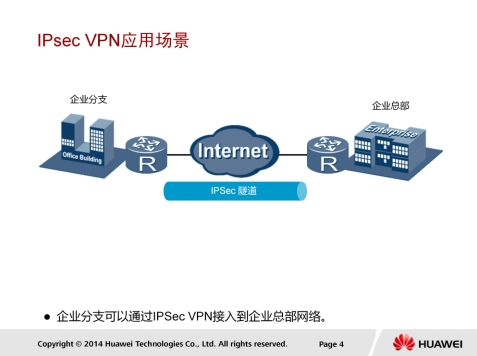 IPsec VPN应用场景
企业分支
企业总部
Office Building
R
Internet
R
Enterprise
IPSec 隧道
● 企业分支可以通过IPSec VPN接入到企业总部网络。
Copyright © 2014 Huawei Technologies Co., Ltd. All rights reserved. Page 4 HUAWEI